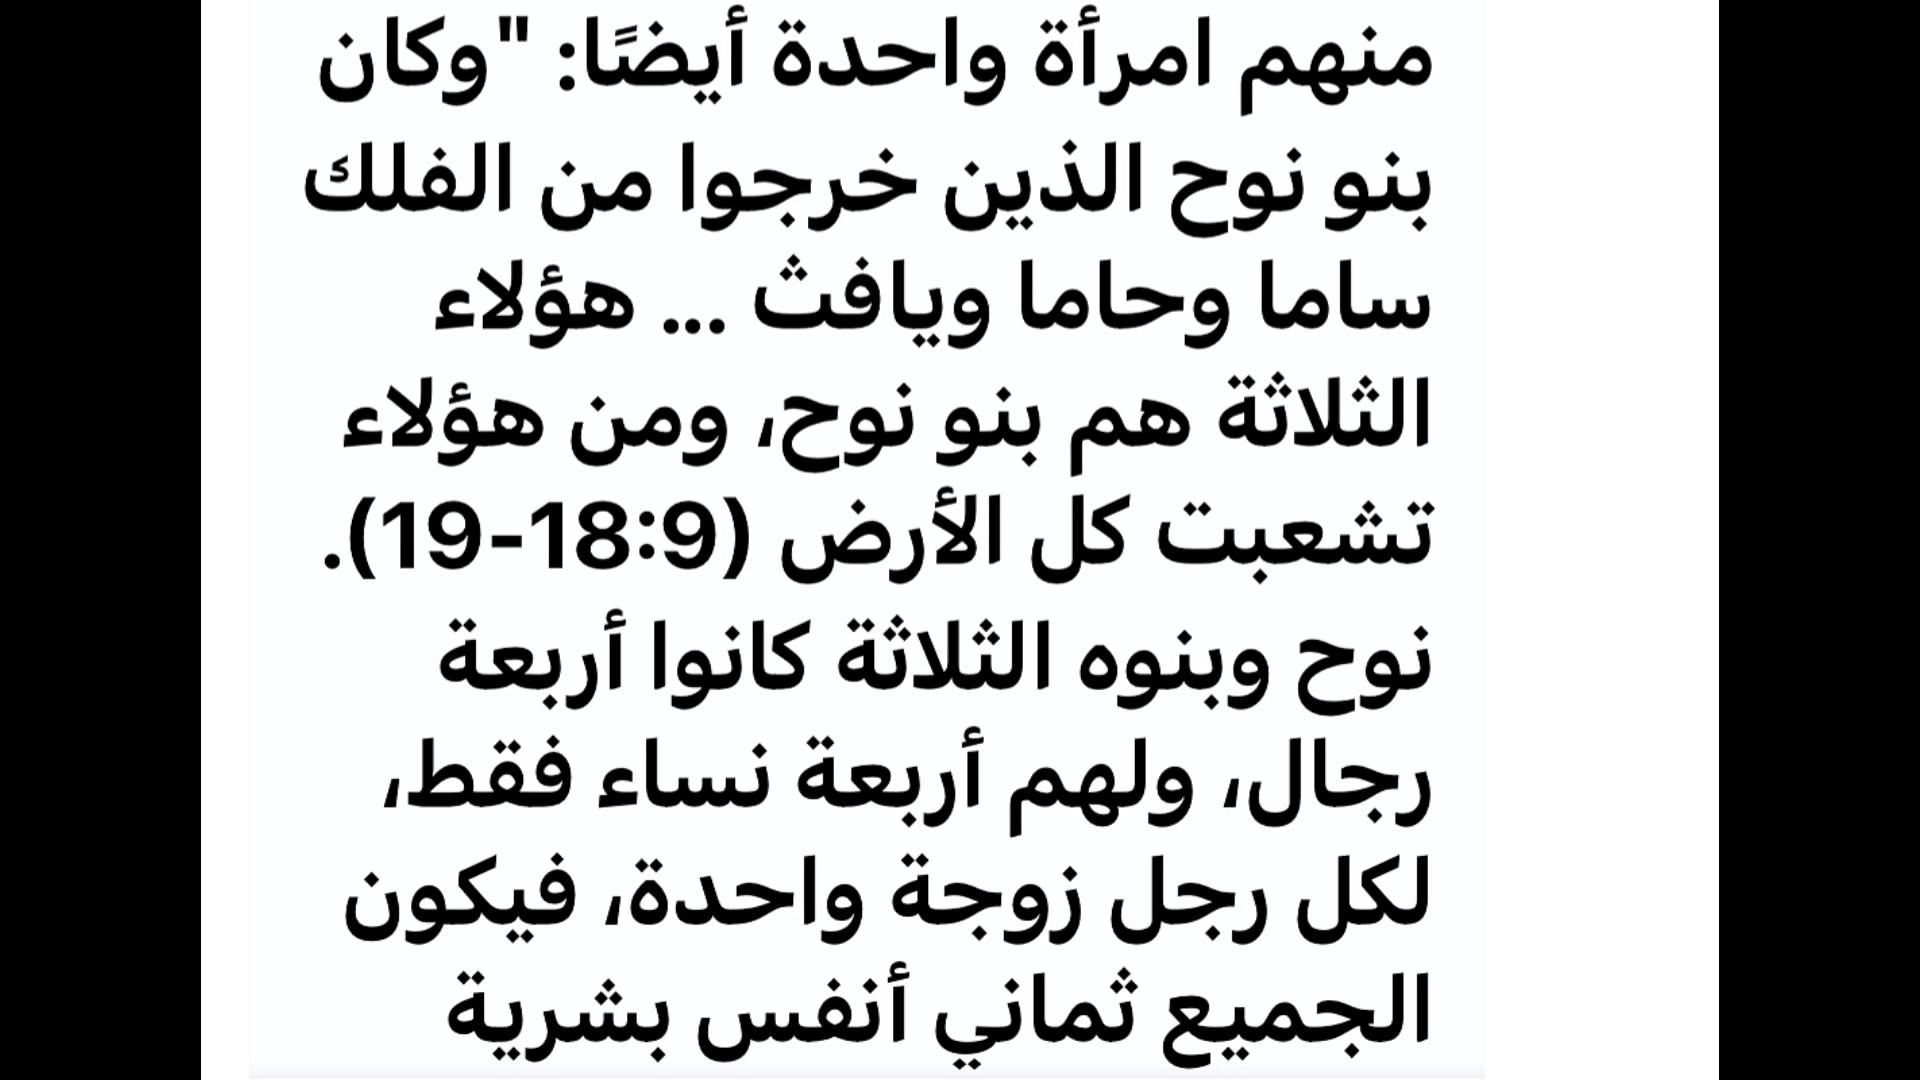 منهم امرأة واحدة أيضًا: "وكان
بنو نوح الذين خرجوا من الفلك
ساما وحاما ويافث ... هؤلاء
الثلاثة هم بنو نوح، ومن هؤلاء
تشعبت كل الأرض (18:9-19).
نوح وبنوه الثلاثة كانوا أربعة
رجال، ولهم أربعة نساء فقط،
لكل رجل زوجة واحدة، فيكون
الجميع ثماني أنفس بشرية